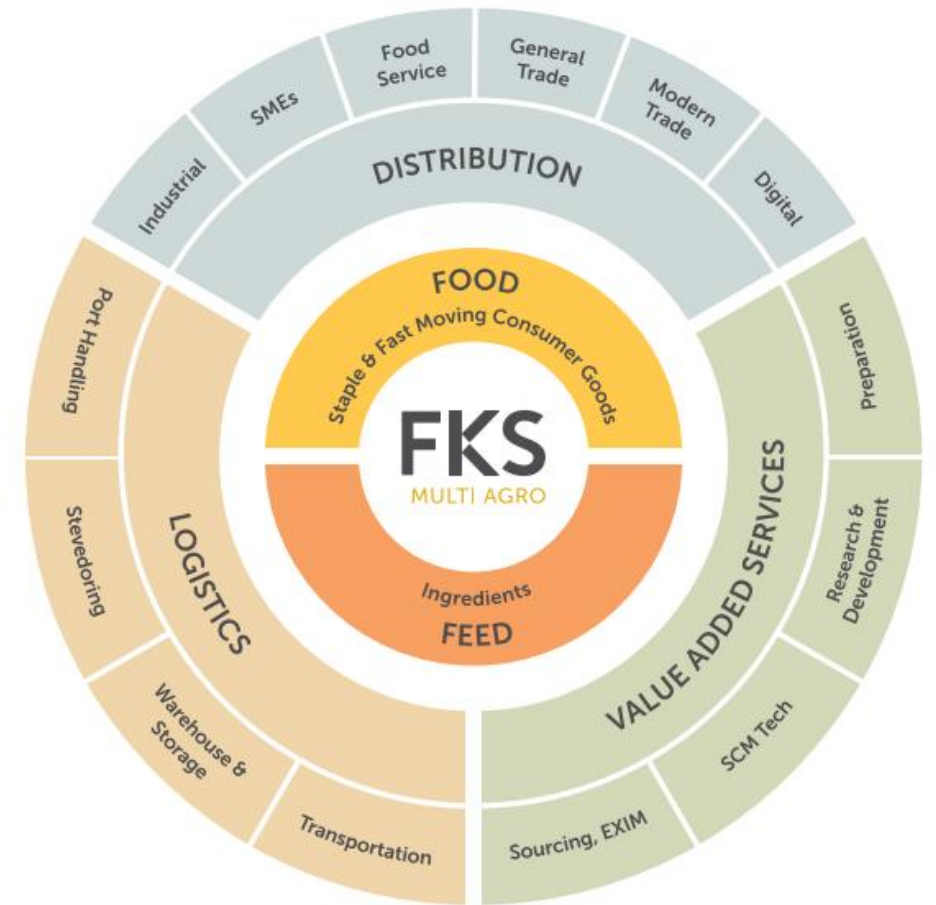 Industrial
SMEs
Food
Service
General
Trade
Modern
Trade
Digital
DISTRIBUTION
Port Handling
Stevedoring
Warehouse &
Storage
Transportation
LOGISTICS
FOOD
Staple & Fast Moving Consumer Goods
FKS
MULTI AGRO
Ingredients
FEED
VALUE ADDED SERVICES
Preparation
Research &
Development
SCM Tech
Sourcing, EXIM